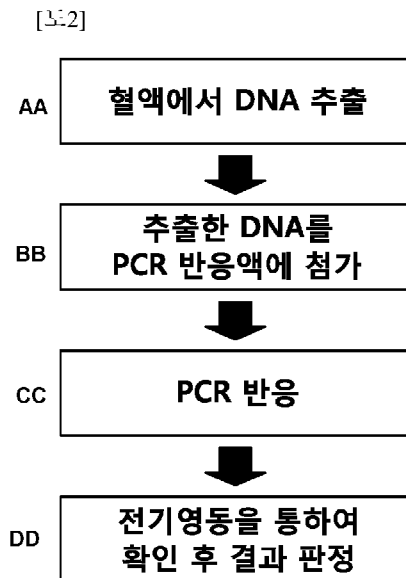 [도2]
AA
혈액에서 DNA 추출
BB
추출한 DNA를
PCR 반응액에 첨가
CC
PCR 반응
DD
전기영동을 통하여
확인 후 결과 판정